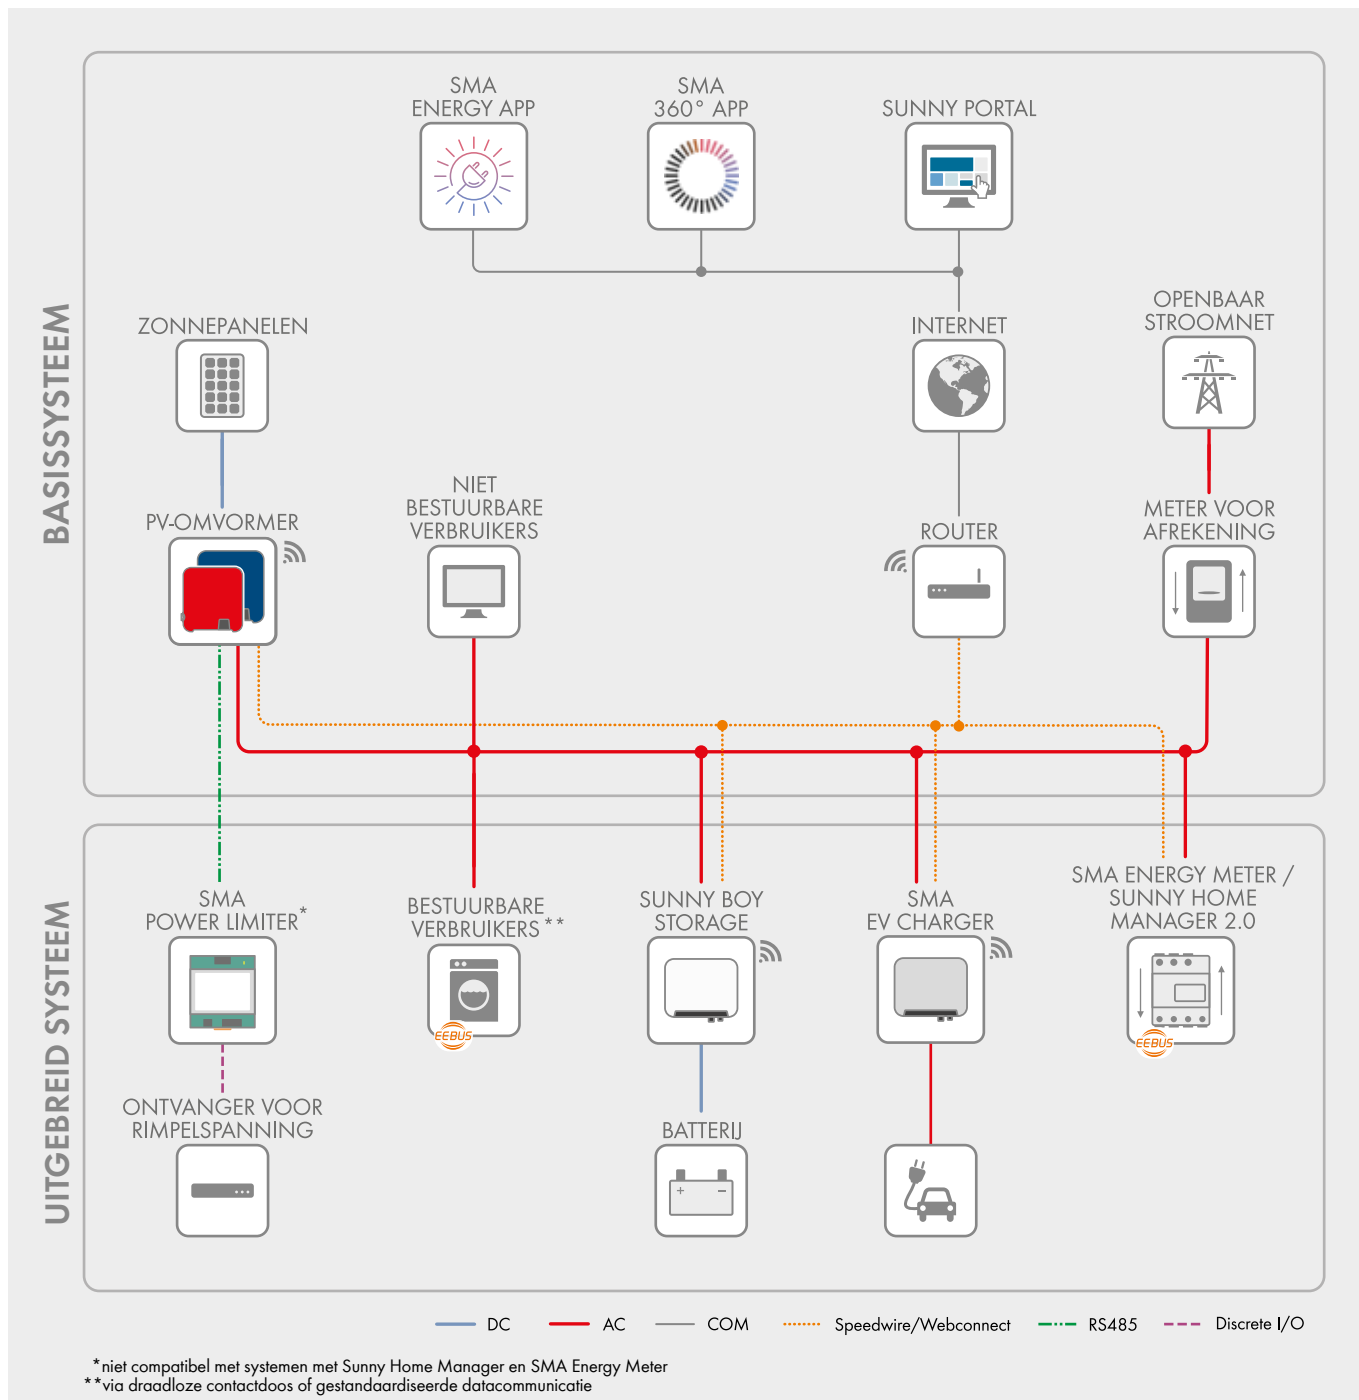 SMA
ENERGY APP
SMA
360° APP
SUNNY PORTAL
BASISSYSTEEM
ZONNEPANELEN
INTERNET
OPENBAAR
STROOMNET
PV-OMVORMER
NIET
BESTUURBARE
VERBRUIKERS
ROUTER
METER VOOR
AFREKENING
UITGEBREID SYSTEEM
SMA
POWER LIMITER*
BESTUURBARE
VERBRUIKERS**
EEBUS
SUNNY BOY
STORAGE
SMA
EV CHARGER
SMA ENERGY METER /
SUNNY HOME
MANAGER 2.0
EEBUS
ONTVANGER VOOR
RIMPELSPANNING
BATTERIJ
+ −
DC
AC
COM
Speedwire/Webconnect
RS485
Discrete I/O
*niet compatibel met systemen met Sunny Home Manager en SMA Energy Meter
**via draadloze contactdoos of gestandaardiseerde datacommunicatie